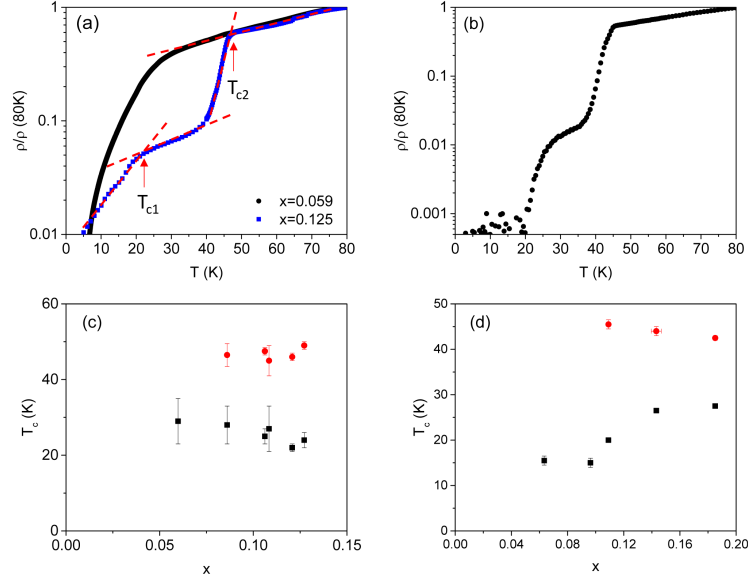 (a)
1
0.1
0.01
ρ/ρ (80K)
T_c2
T_c1
x=0.059
x=0.125
0 10 20 30 40 50 60 70 80
T (K)
(b)
1
0.1
0.01
0.001
ρ/ρ (80K)
0 10 20 30 40 50 60 70 80
T (K)
(c)
60
40
20
0
T_c (K)
0.00 0.05 0.10 0.15
x
(d)
50
40
30
20
10
0
T_c (K)
0.00 0.04 0.08 0.12 0.16 0.20
x